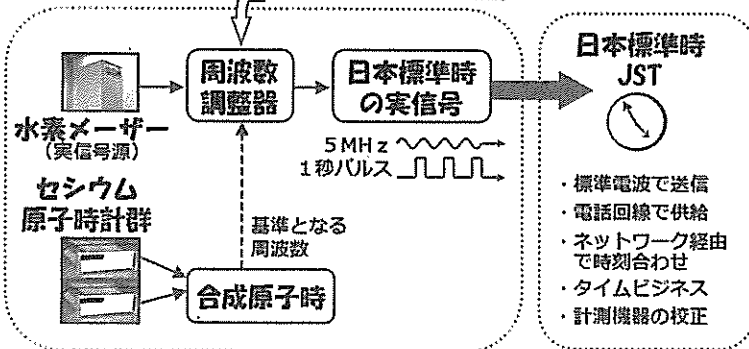 周波数
調整器
日本標準時
の実信号
水素メーザー
(実信号源)
5MHz
1秒パルス
セシウム
原子時計群
基準となる
周波数
合成原子時
日本標準時
JST
・標準電波で送信
・電話回線で供給
・ネットワーク経由
で時刻合わせ
・タイムビジネス
・計測機器の校正